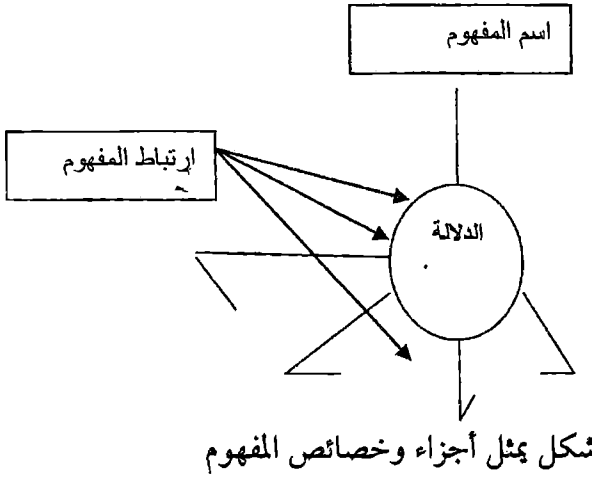 اسم المفهوم
ارتباط المفهوم
الدلالة
شكل يمثل أجزاء وخصائص المفهوم